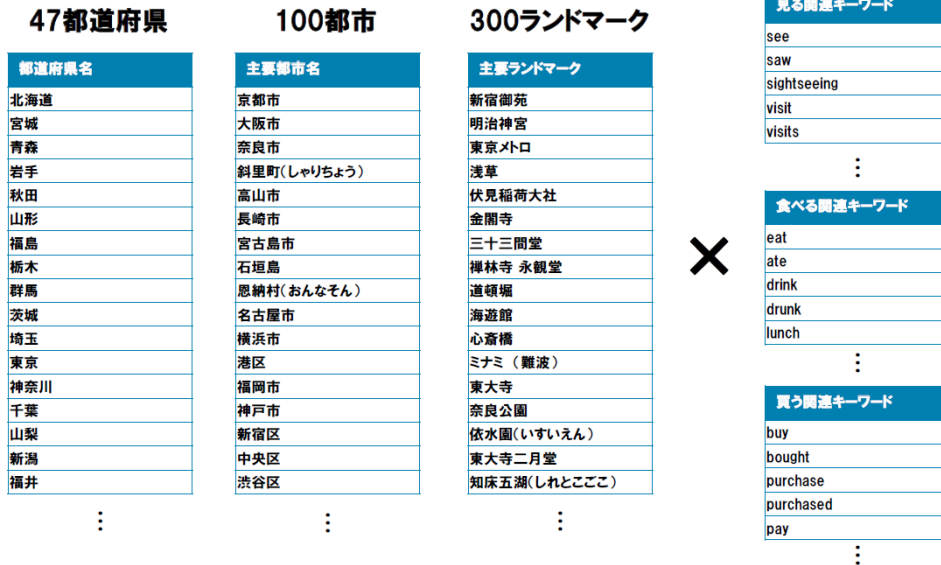 47都道府県
都道府県名
北海道
宮城
青森
岩手
秋田
山形
福島
栃木
群馬
茨城
埼玉
東京
神奈川
千葉
山梨
新潟
福井
⋮
100都市
主要都市名
京都市
大阪市
奈良市
斜里町(しゃりちょう)
高山市
長崎市
宮古島市
石垣島
恩納村(おんなそん)
名古屋市
横浜市
港区
福岡市
神戸市
新宿区
中央区
渋谷区
⋮
300ランドマーク
主要ランドマーク
新宿御苑
明治神宮
東京メトロ
浅草
伏見稲荷大社
金閣寺
三十三間堂
禅林寺 永観堂
道頓堀
海遊館
心斎橋
ミナミ (難波)
東大寺
奈良公園
依水園(いすいえん)
東大寺二月堂
知床五湖(しれとこごこ)
⋮
×
見る関連キーワード
see
saw
sightseeing
visit
visits
⋮
食べる関連キーワード
eat
ate
drink
drunk
lunch
⋮
買う関連キーワード
buy
bought
purchase
purchased
pay
⋮